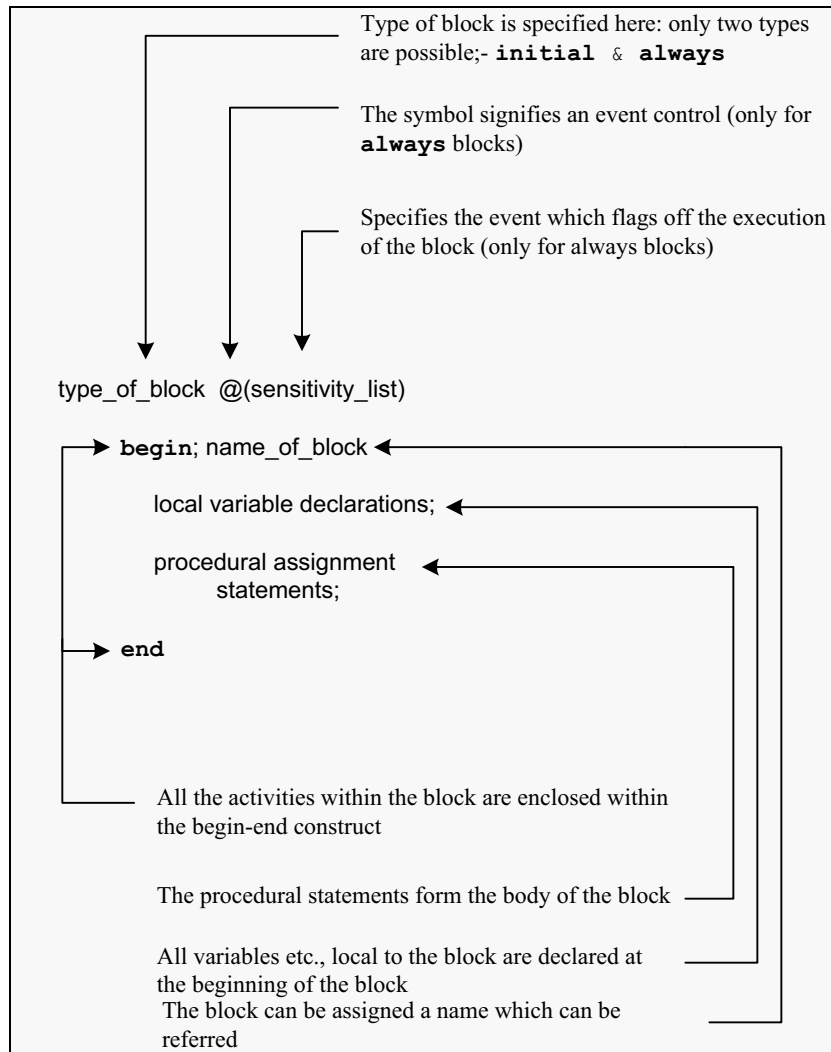 Type of block is specified here: only two types
are possible;- initial & always
The symbol signifies an event control (only for
always blocks)
Specifies the event which flags off the execution
of the block (only for always blocks)
type_of_block @(sensitivity_list)
begin; name_of_block
local variable declarations;
procedural assignment
statements;
end
All the activities within the block are enclosed within
the begin-end construct
The procedural statements form the body of the block
All variables etc., local to the block are declared at
the beginning of the block
The block can be assigned a name which can be
referred